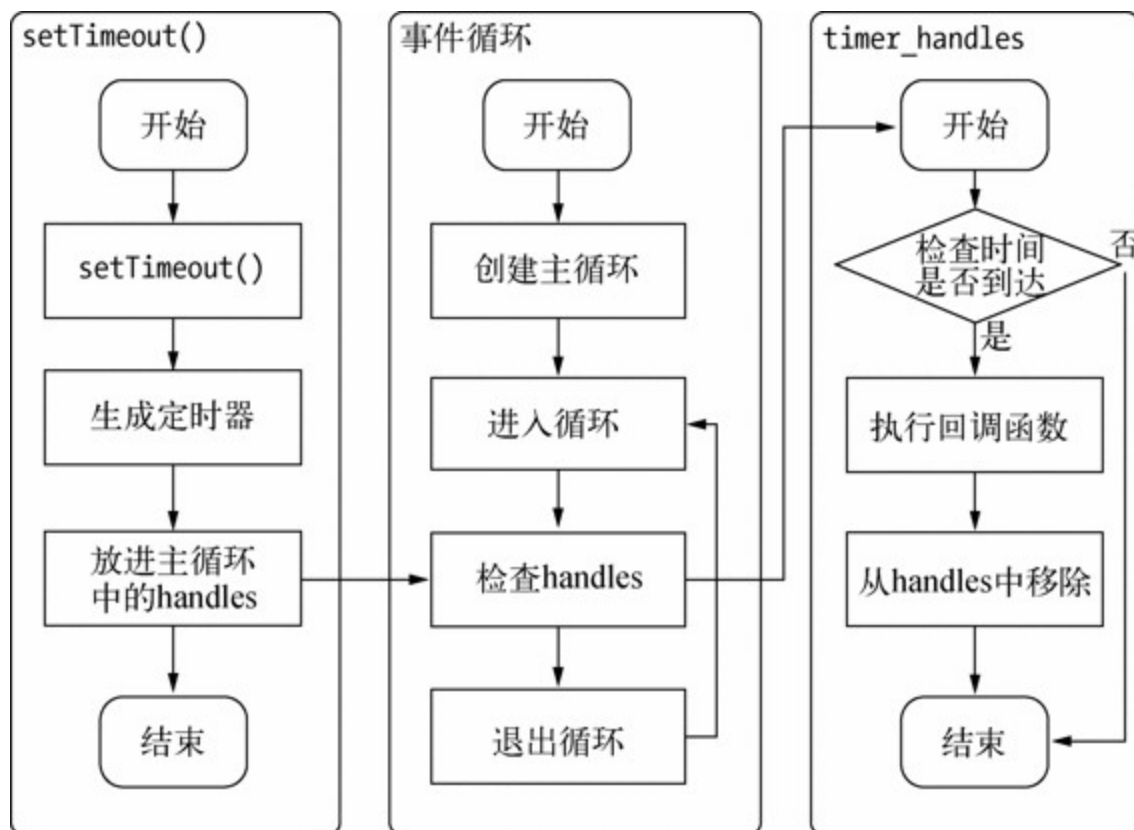 setTimeout()
开始
setTimeout()
生成定时器
放进主循环
中的handles
结束
事件循环
开始
创建主循环
进入循环
检查handles
退出循环
timer_handles
开始
检查时间
是否到达
否
是
执行回调函数
从handles中移除
结束